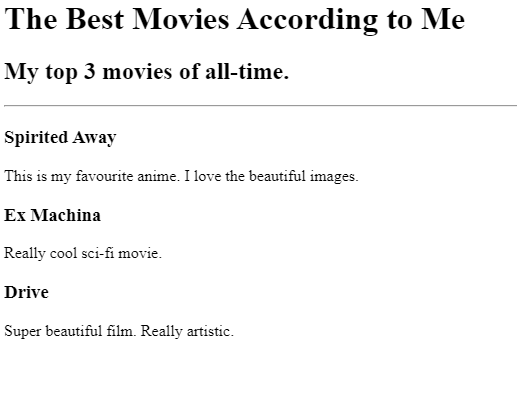 The Best Movies According to Me
My top 3 movies of all-time.
Spirited Away
This is my favourite anime. I love the beautiful images.
Ex Machina
Really cool sci-fi movie.
Drive
Super beautiful film. Really artistic.